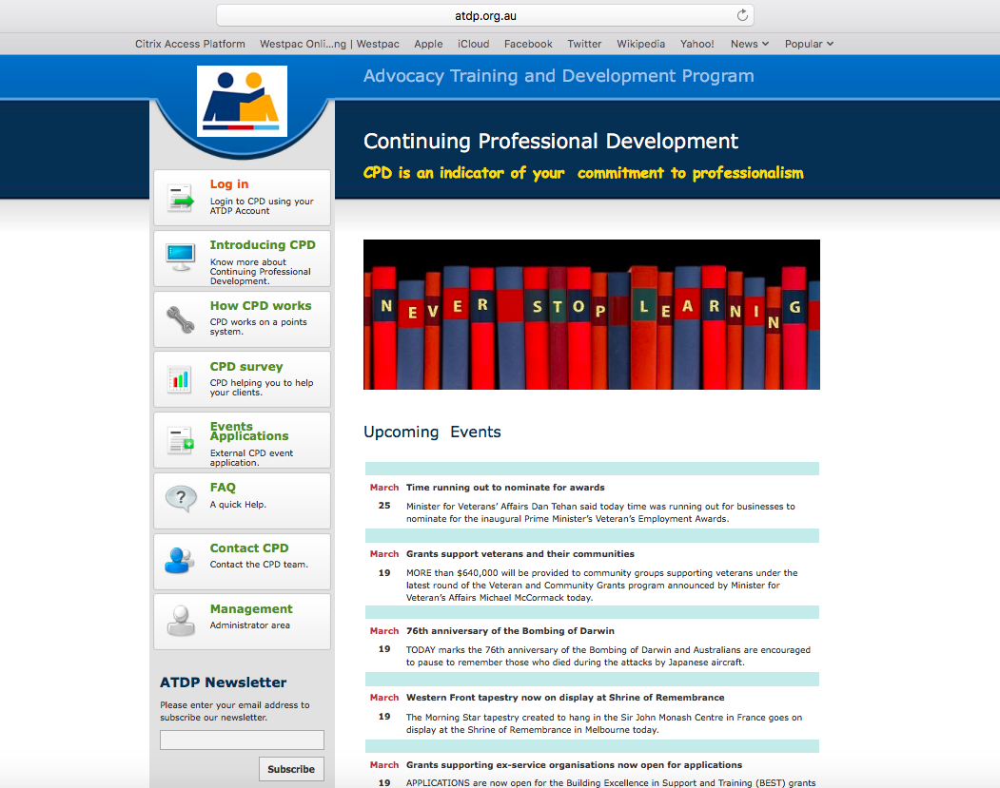 atdp.org.au
Citrix Access Platform Westpac Onli...ng | Westpac Apple iCloud Facebook Twitter Wikipedia Yahoo! News Popular
Advocacy Training and Development Program
Continuing Professional Development
CPD is an indicator of your commitment to professionalism
Log in
Login to CPD using your
ATDP Account
Introducing CPD
Know more about
Continuing Professional
Development.
How CPD works
CPD works on a points
system.
CPD survey
CPD helping you to help
your clients.
Events
Applications
External CPD event
application.
FAQ
A quick Help.
Contact CPD
Contact the CPD team.
Management
Administrator area
ATDP Newsletter
Please enter your email address to
subscribe our newsletter.
Subscribe
NEVER STOP LEARNING
Upcoming Events
March Time running out to nominate for awards
25 Minister for Veterans’ Affairs Dan Tehan said today time was running out for businesses to
nominate for the inaugural Prime Minister’s Veteran’s Employment Awards.
March Grants support veterans and their communities
19 MORE than $640,000 will be provided to community groups supporting veterans under the
latest round of the Veteran and Community Grants program announced by Minister for
Veteran’s Affairs Michael McCormack today.
March 76th anniversary of the Bombing of Darwin
19 TODAY marks the 76th anniversary of the Bombing of Darwin and Australians are encouraged
to pause to remember those who died during the attacks by Japanese aircraft.
March Western Front tapestry now on display at Shrine of Remembrance
19 The Morning Star tapestry created to hang in the Sir John Monash Centre in France goes on
display at the Shrine of Remembrance in Melbourne today.
March Grants supporting ex-service organisations now open for applications
19 APPLICATIONS are now open for the Building Excellence in Support and Training (BEST) grants